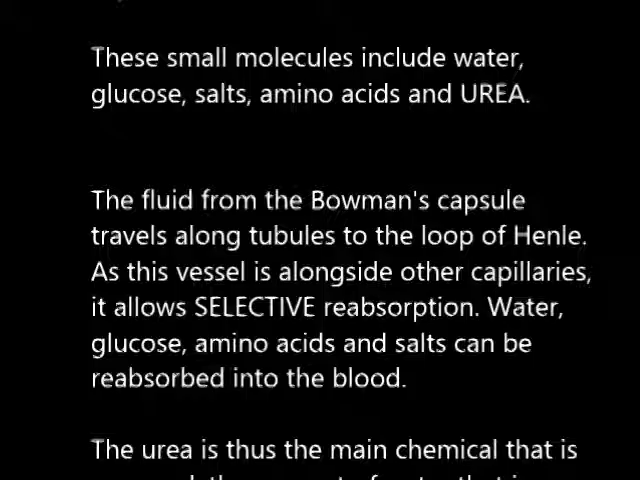 These small molecules include water,
glucose, salts, amino acids and UREA.
The fluid from the Bowman's capsule
travels along tubules to the loop of Henle.
As this vessel is alongside other capillaries,
it allows SELECTIVE reabsorption. Water,
glucose, amino acids and salts can be
reabsorbed into the blood.
The urea is thus the main chemical that is